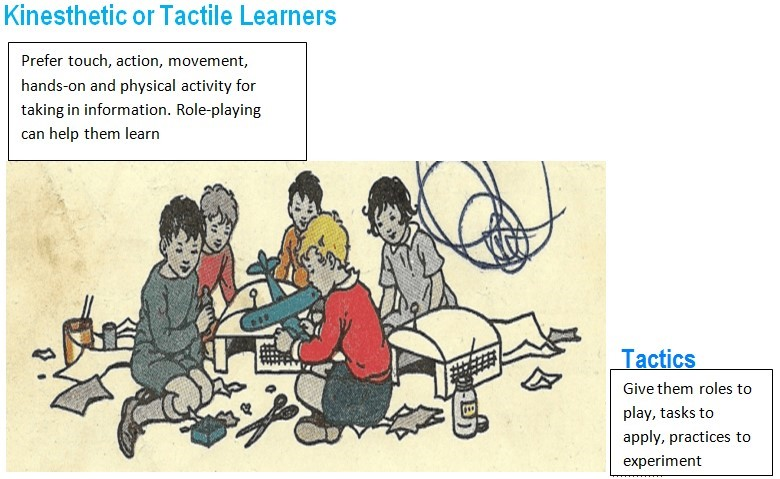 Kinesthetic or Tactile Learners
Prefer touch, action, movement,
hands-on and physical activity for
taking in information. Role-playing
can help them learn
Tactics
Give them roles to
play, tasks to
apply, practices to
experiment